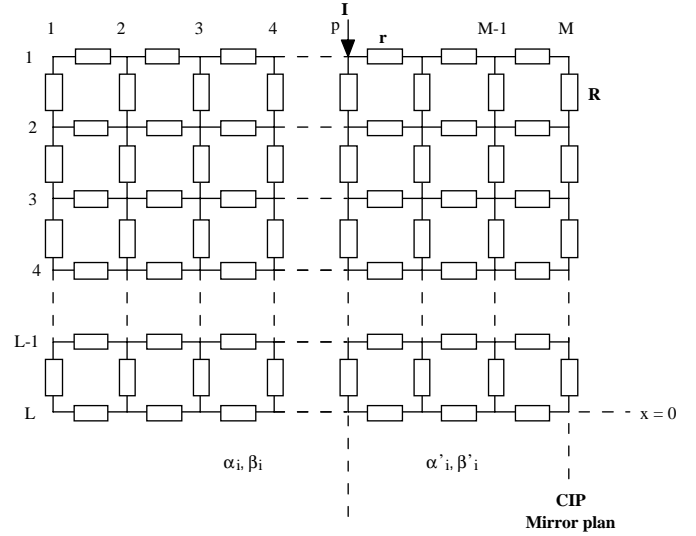 I
1 2 3 4 p r M-1 M
1
R
2
3
4
L-1
L
x = 0
αi, βi
α'i, β'i
CIP
Mirror plan